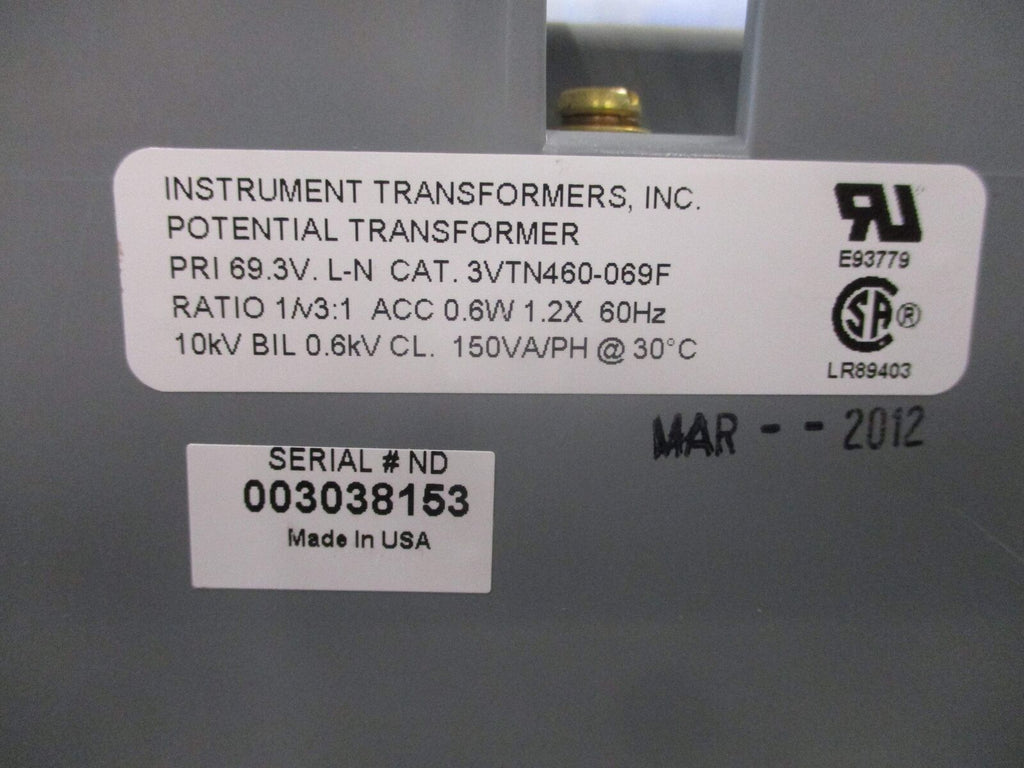 INSTRUMENT TRANSFORMERS, INC.
POTENTIAL TRANSFORMER
PRI 69.3V. L-N CAT. 3VTN460-069F
RATIO 1/√3:1 ACC 0.6W 1.2X 60Hz
10kV BIL 0.6kV CL. 150VA/PH @ 30°C
RU
E93779
CSA ®
LR89403
MAR - - 2012
SERIAL # ND
003038153
Made In USA